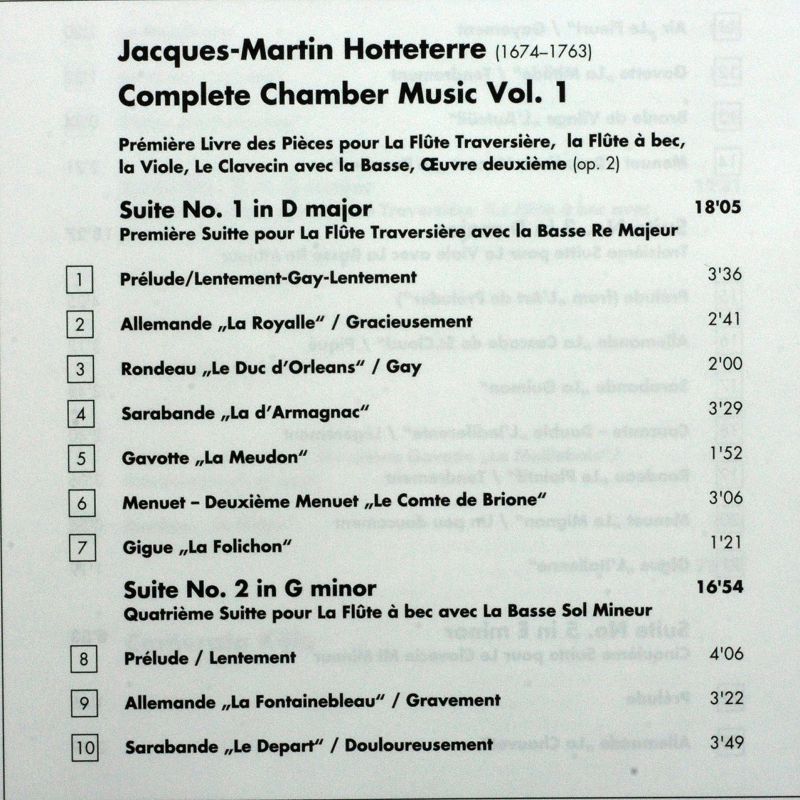 Jacques-Martin Hotteterre (1674–1763)
Complete Chamber Music Vol. 1
Prémière Livre des Pièces pour La Flûte Traversière, la Flûte à bec,
la Viole, Le Clavecin avec la Basse, Œuvre deuxième (op. 2)
Suite No. 1 in D major 18'05
Première Suitte pour La Flûte Traversière avec la Basse Ré Majeur
1 Prélude/Lentement-Gay-Lentement 3'36
2 Allemande „La Royalle“ / Gracieusement 2'41
3 Rondeau „Le Duc d’Orleans“ / Gay 2'00
4 Sarabande „La d’Armagnac“ 3'29
5 Gavotte „La Meudon“ 1'52
6 Menuet – Deuxième Menuet „Le Comte de Brione“ 3'06
7 Gigue „La Folichon“ 1'21
Suite No. 2 in G minor 16'54
Quatrième Suitte pour La Flûte à bec avec La Basse Sol Mineur
8 Prélude / Lentement 4'06
9 Allemande „La Fontainebleau“ / Gravement 3'22
10 Sarabande „Le Depart“ / Douloureusement 3'49